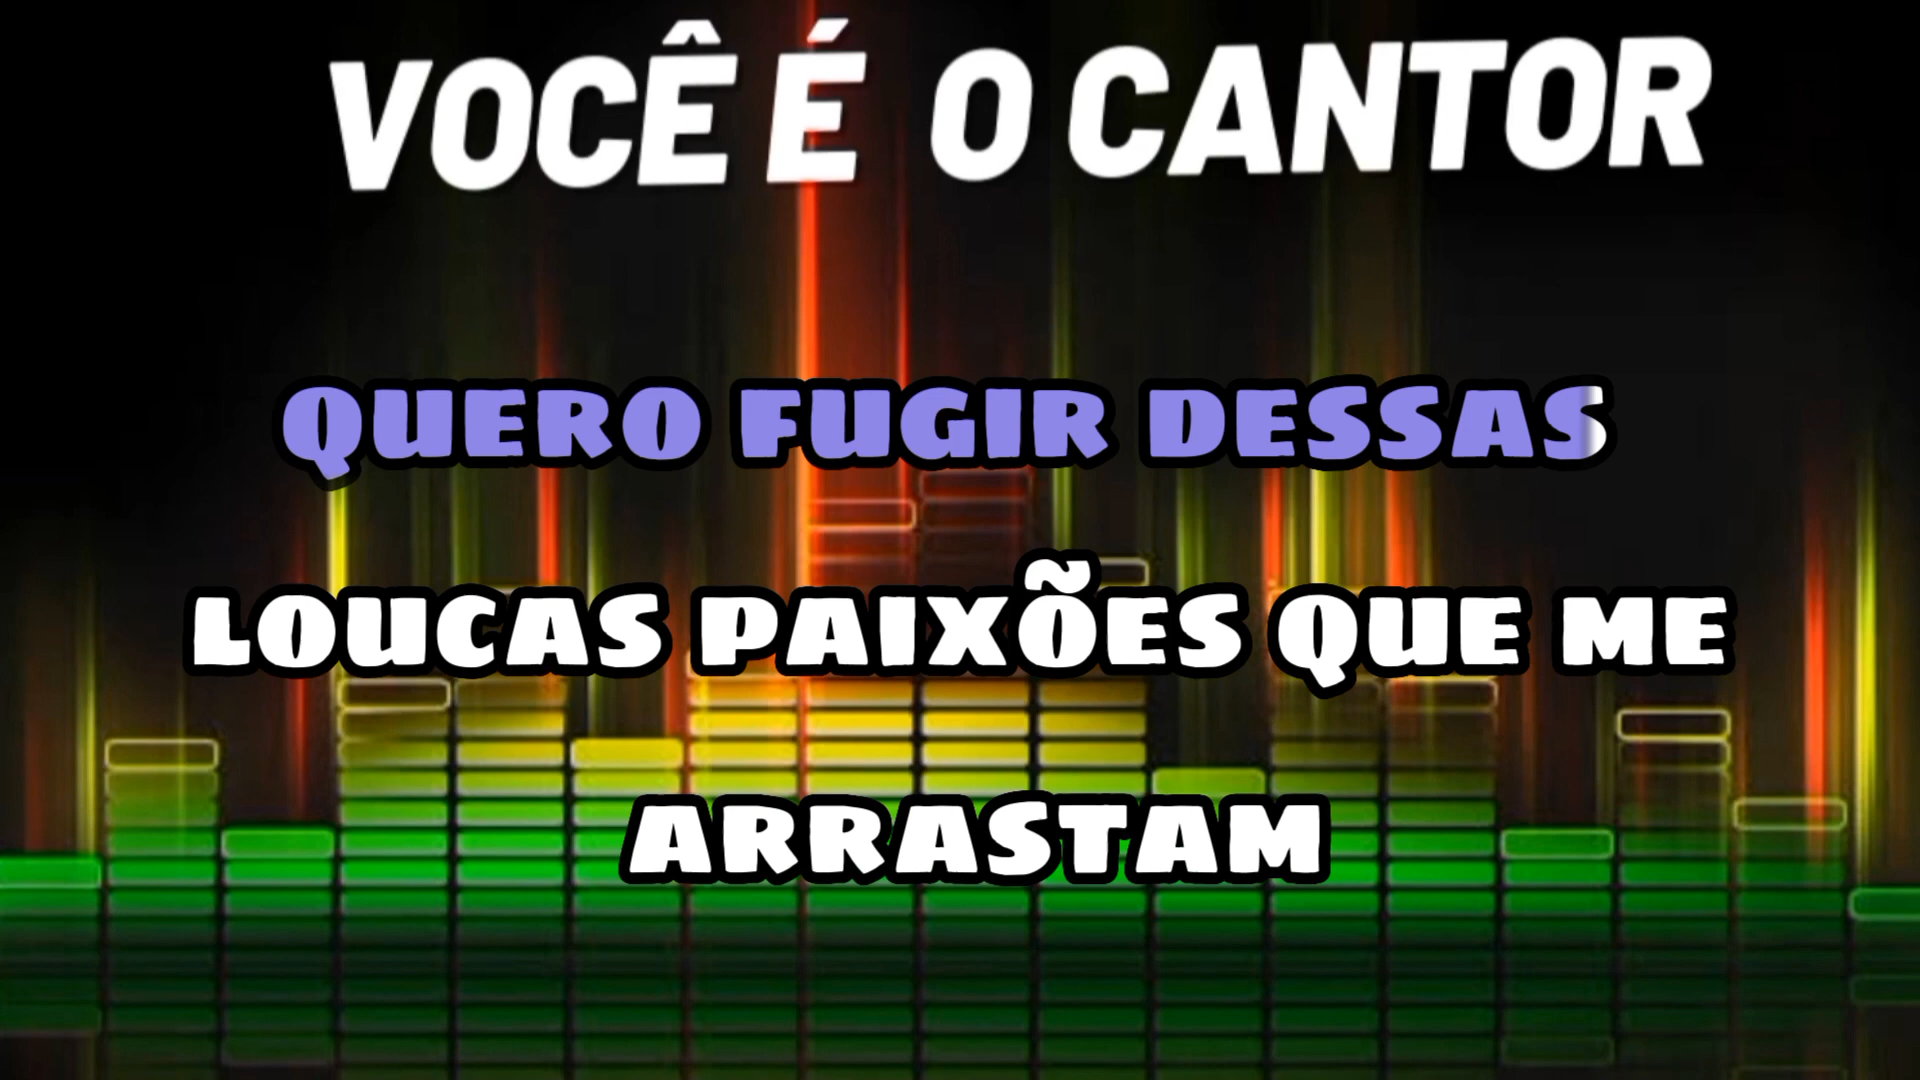 VOCÊ É O CANTOR
QUERO FUGIR DESSAS
LOUCAS PAIXÕES QUE ME
ARRASTAM